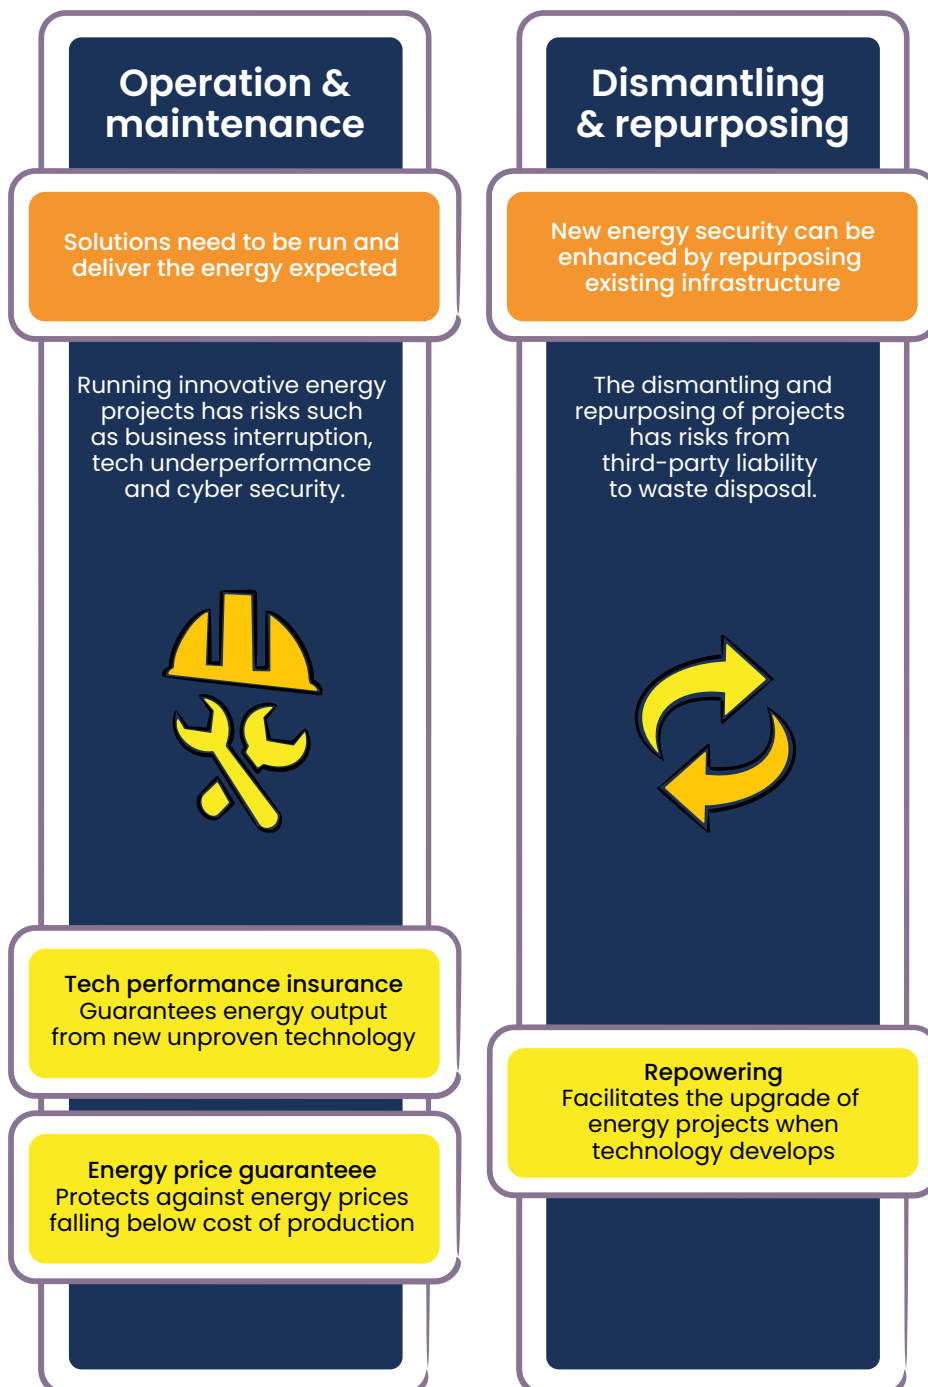 Operation &
maintenance
Solutions need to be run and
deliver the energy expected
Running innovative energy
projects has risks such
as business interruption,
tech underperformance
and cyber security.
Tech performance insurance
Guarantees energy output
from new unproven technology
Energy price guaranteee
Protects against energy prices
falling below cost of production
Dismantling
& repurposing
New energy security can be
enhanced by repurposing
existing infrastructure
The dismantling and
repurposing of projects
has risks from
third-party liability
to waste disposal.
Repowering
Facilitates the upgrade of
energy projects when
technology develops